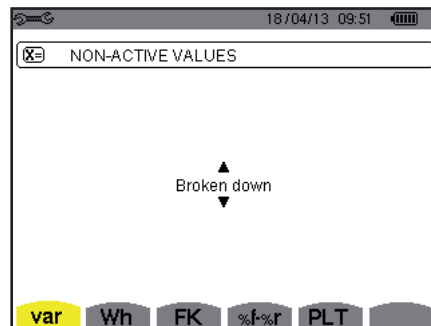 18/04/13 09:51
X= NON-ACTIVE VALUES
Broken down
var Wh FK %f-%r PLT